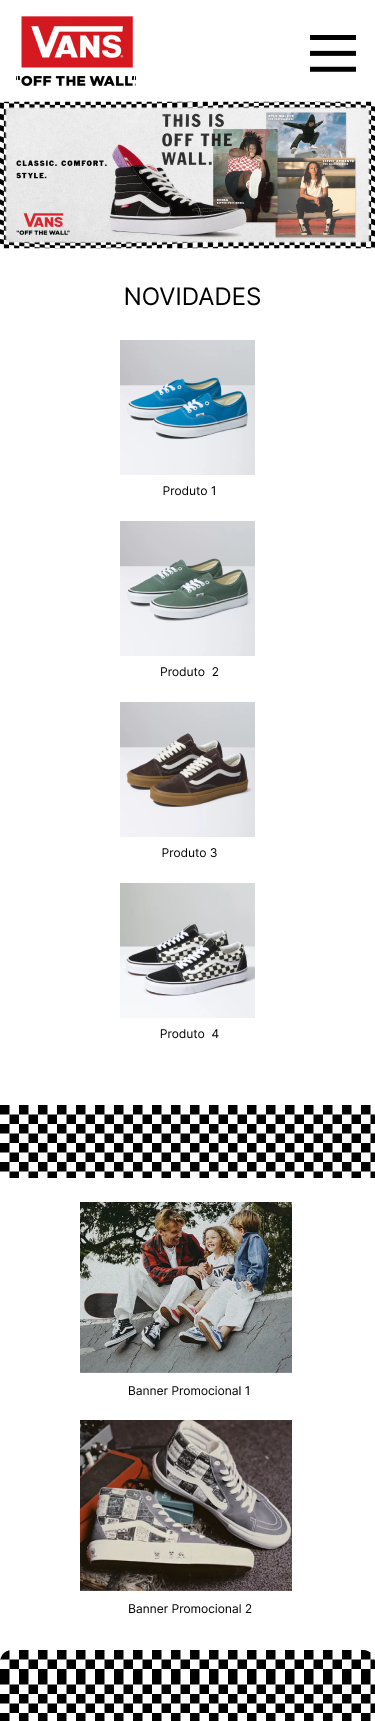 VANS
"OFF THE WALL"
THIS IS
OFF THE
WALL.
CLASSIC. COMFORT.
STYLE.
VANS
"OFF THE WALL"
NOVIDADES
Produto 1
Produto 2
Produto 3
Produto 4
VANS
Banner Promocional 1
Banner Promocional 2